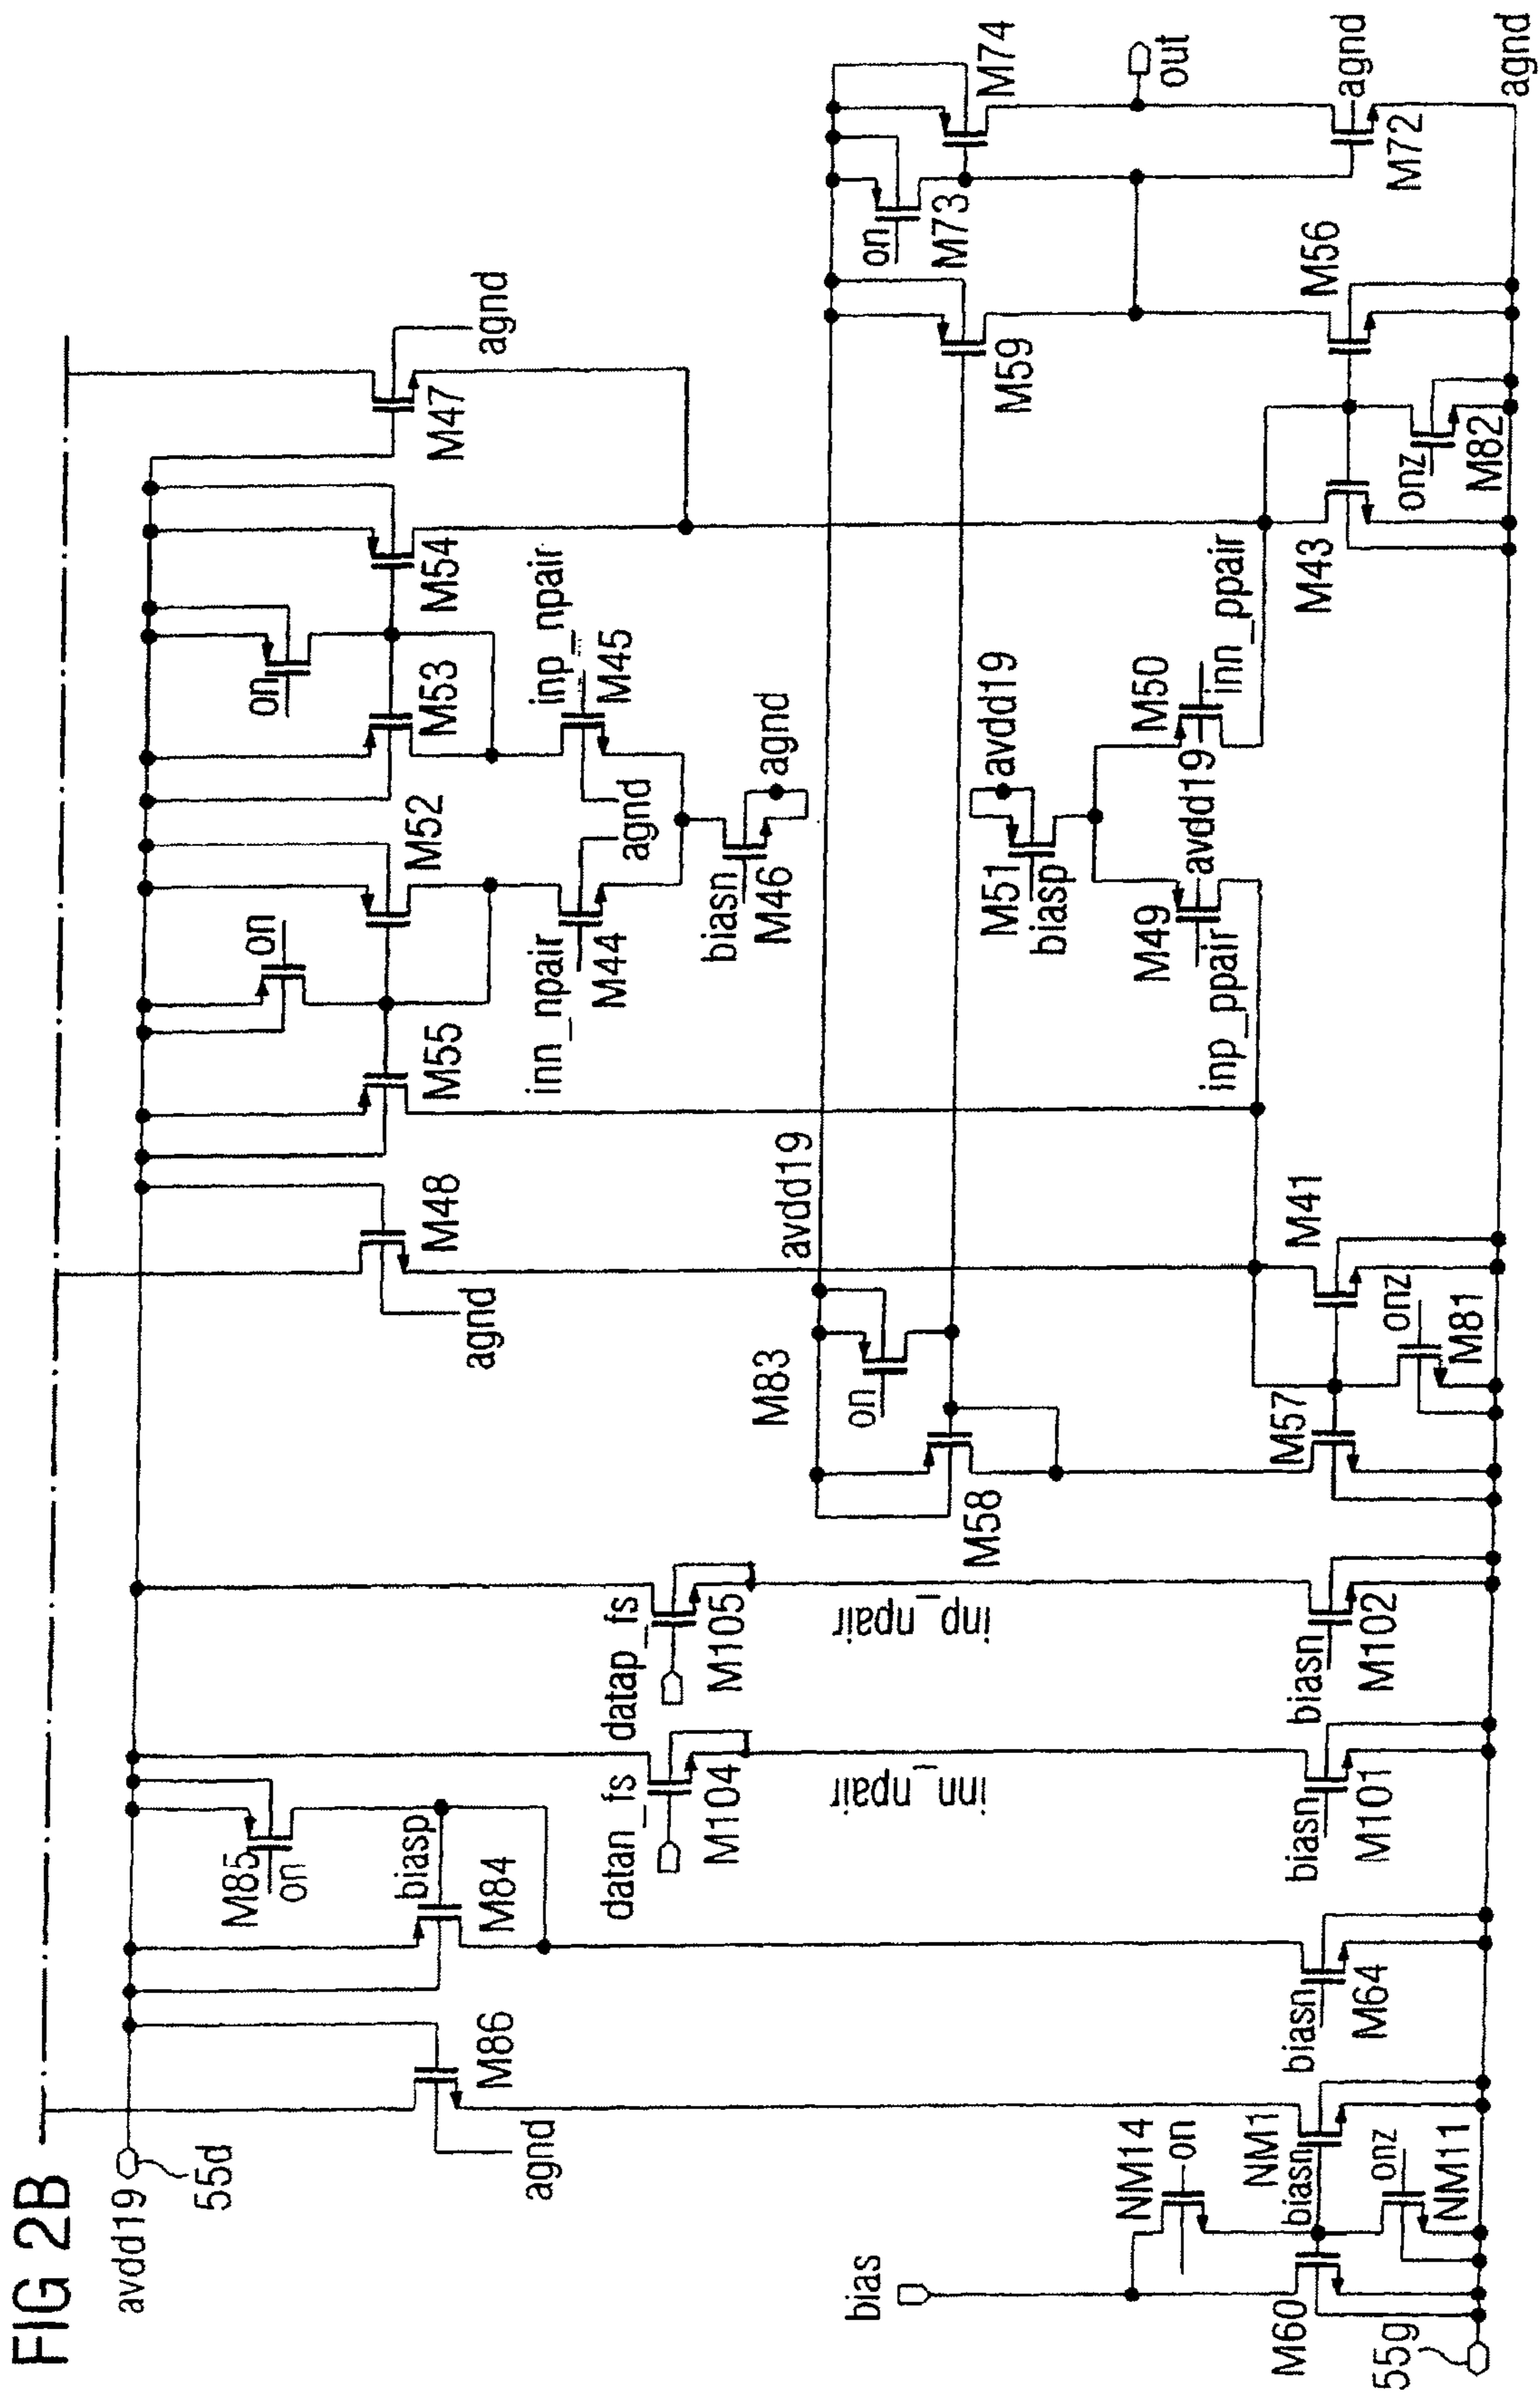 FIG 2B
avdd19
55d
agnd
M86
M85
on
biasp
M84
datan_fs
M104
datap_fs
M105
inn_npair
inp_npair
bias
NM14
on
M60
NM1
biasn
onz
NM11
55g
biasn
M64
biasn
M101
biasn
M102
M48
agnd
M55
on
M52
inn_npair
M44
agnd
on
M53
M54
inp_npair
M45
M47
agnd
biasn
M46
agnd
avdd19
M83
on
M58
M57
onz
M81
M41
avdd19
M51
biasp
M49
avdd19
inp_ppair
M50
inn_ppair
M43
onz
M82
M56
M59
on
M73
M74
out
agnd
M72
agnd